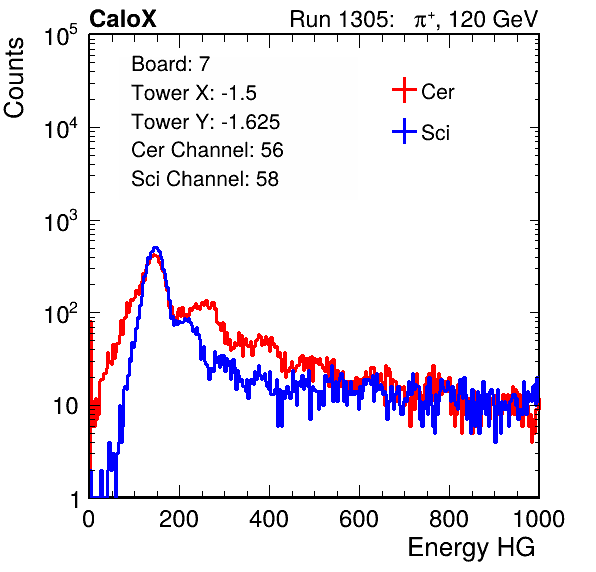 CaloX Run 1305: π⁺, 120 GeV
Counts
10⁵
10⁴
10³
10²
10
1
Board: 7
Tower X: -1.5
Tower Y: -1.625
Cer Channel: 56
Sci Channel: 58
Cer
Sci
0 200 400 600 800 1000
Energy HG